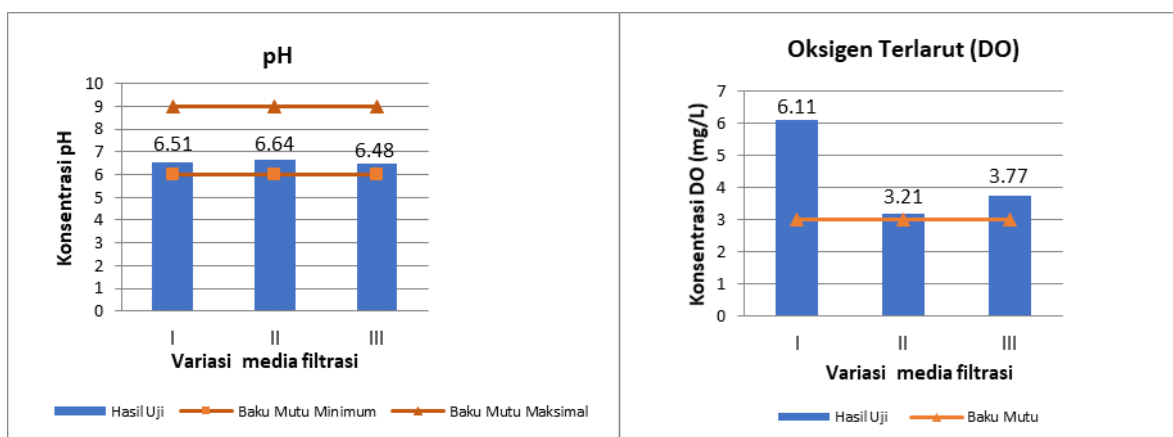 pH
Konsentrasi pH
10
9
8
7
6
5
4
3
2
1
0
6.51
6.64
6.48
I II III
Variasi media filtrasi
Hasil Uji Baku Mutu Minimum Baku Mutu Maksimal
Oksigen Terlarut (DO)
Konsentrasi DO (mg/L)
7
6
5
4
3
2
1
0
6.11
3.21
3.77
I II III
Variasi media filtrasi
Hasil Uji Baku Mutu